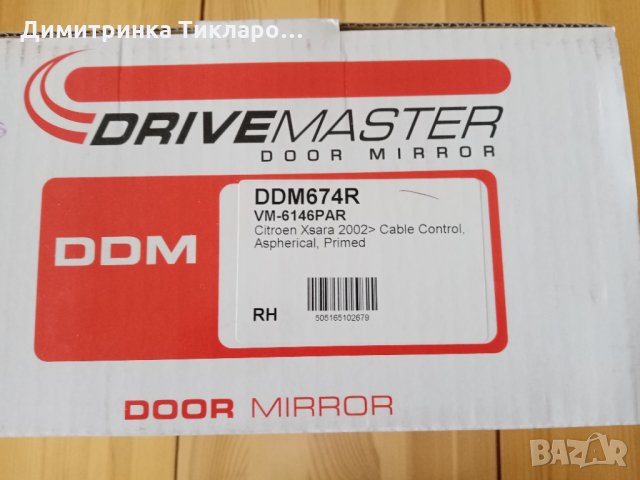 Димитринка Тикларо...
DRIVEMASTER
DOOR MIRROR
DDM
DDM674R
VM-6146PAR
Citroen Xsara 2002> Cable Control,
Aspherical, Primed
RH
505165102679
DOOR MIRROR
BAZAR